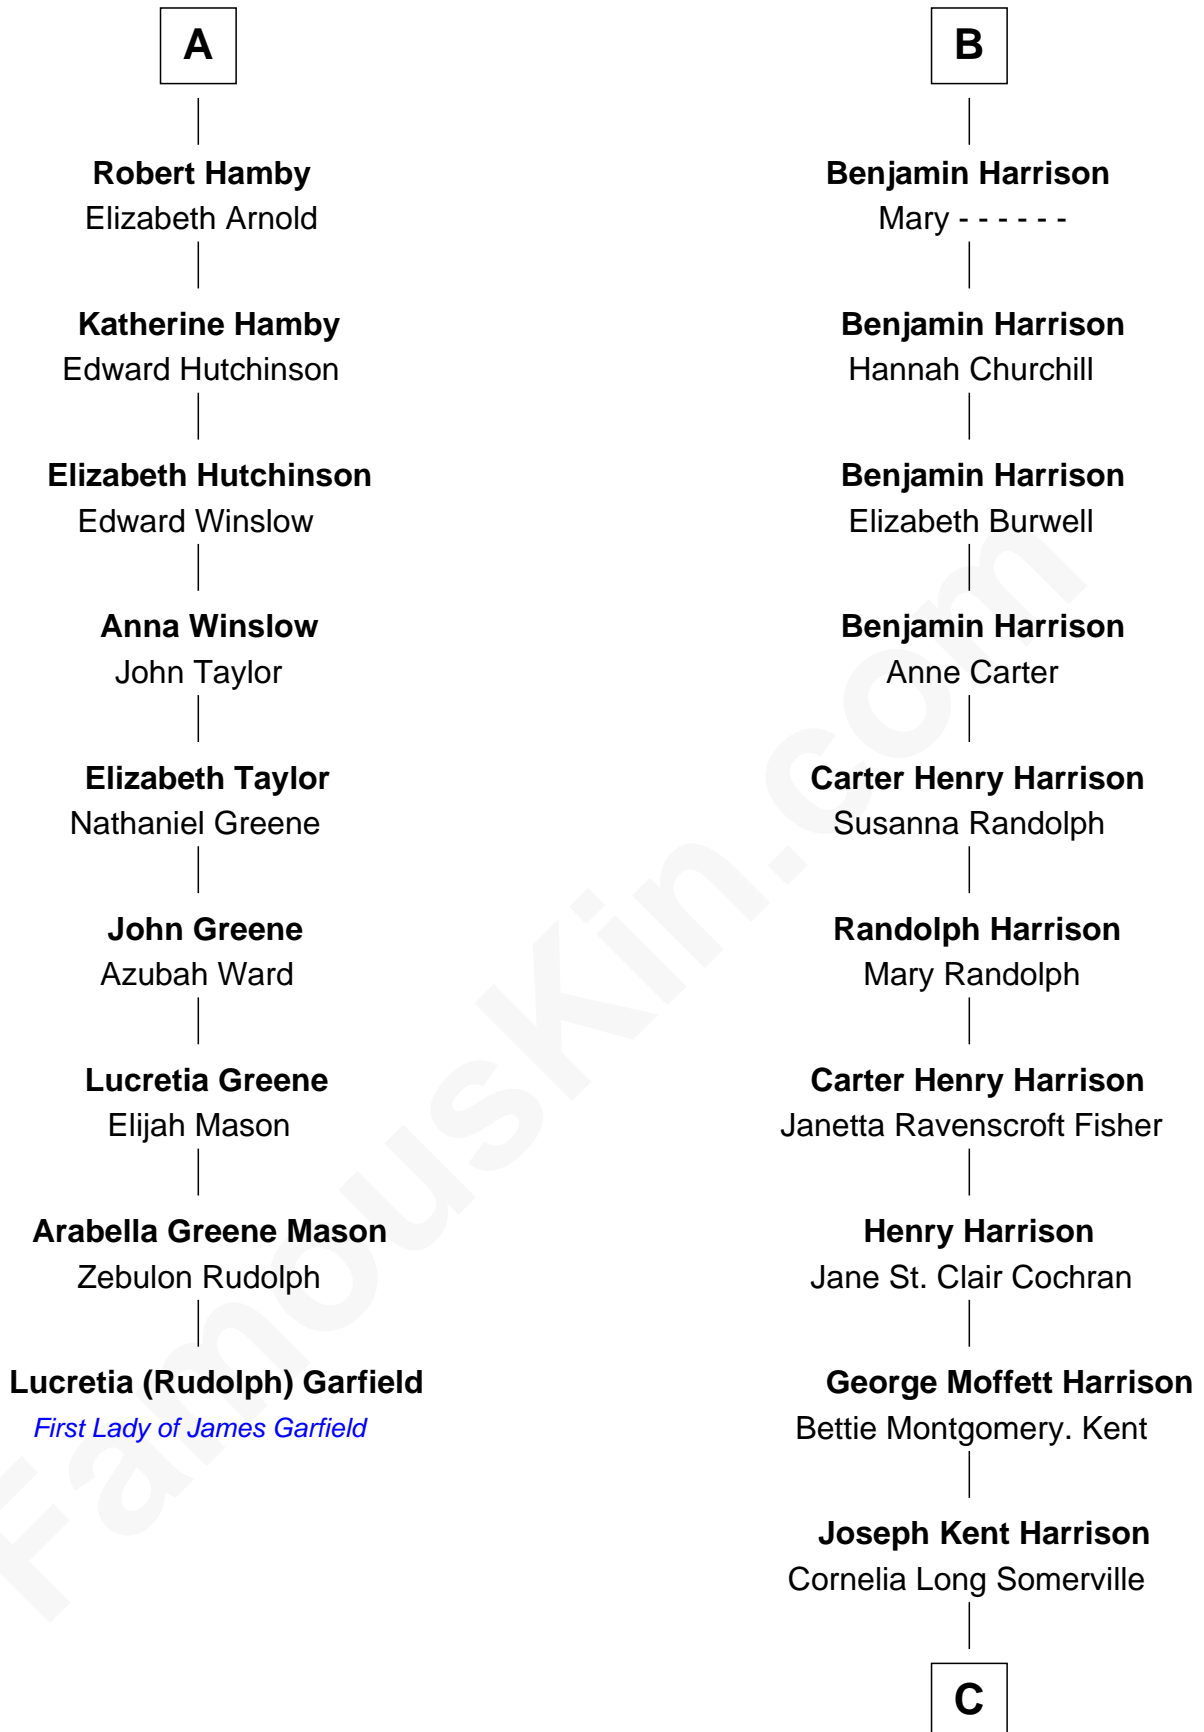 A
Robert Hamby
Elizabeth Arnold
Katherine Hamby
Edward Hutchinson
Elizabeth Hutchinson
Edward Winslow
Anna Winslow
John Taylor
Elizabeth Taylor
Nathaniel Greene
John Greene
Azubah Ward
Lucretia Greene
Elijah Mason
Arabella Greene Mason
Zebulon Rudolph
Lucretia (Rudolph) Garfield
First Lady of James Garfield
B
Benjamin Harrison
Mary - - - - - -
Benjamin Harrison
Hannah Churchill
Benjamin Harrison
Elizabeth Burwell
Benjamin Harrison
Anne Carter
Carter Henry Harrison
Susanna Randolph
Randolph Harrison
Mary Randolph
Carter Henry Harrison
Janetta Ravenscroft Fisher
Henry Harrison
Jane St. Clair Cochran
George Moffett Harrison
Bettie Montgomery. Kent
Joseph Kent Harrison
Cornelia Long Somerville
C
FamousKin.com